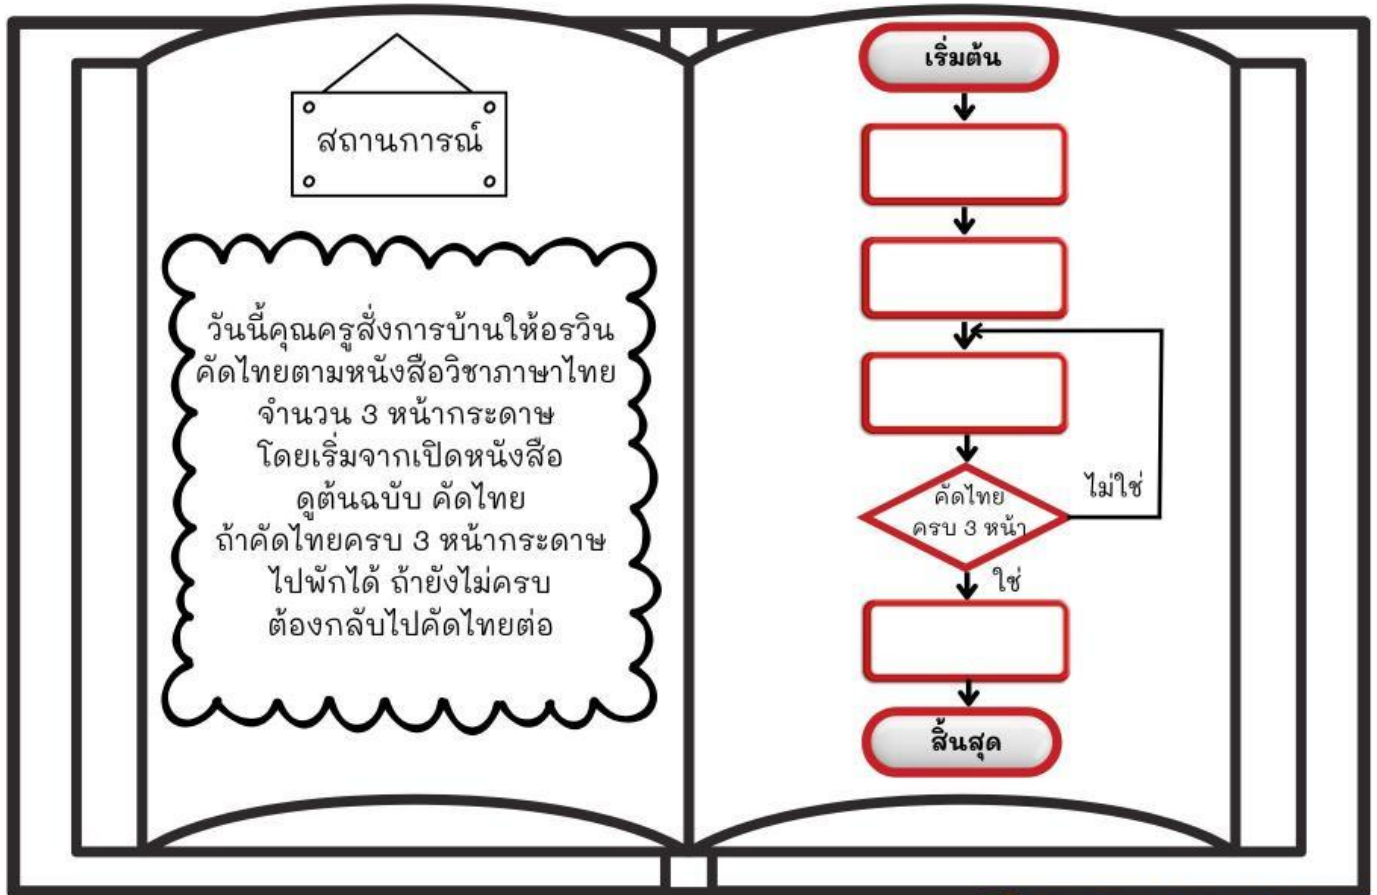 สถานการณ์
วันนี้คุณครูสั่งการบ้านให้อรวิน
คัดไทยตามหนังสือวิชาภาษาไทย
จำนวน 3 หน้ากระดาษ
โดยเริ่มจากเปิดหนังสือ
ดูต้นฉบับ คัดไทย
ถ้าคัดไทยครบ 3 หน้ากระดาษ
ไปพักได้ ถ้ายังไม่ครบ
ต้องกลับไปคัดไทยต่อ
เริ่มต้น
คัดไทย
ครบ 3 หน้า
ไม่ใช่
ใช่
สิ้นสุด